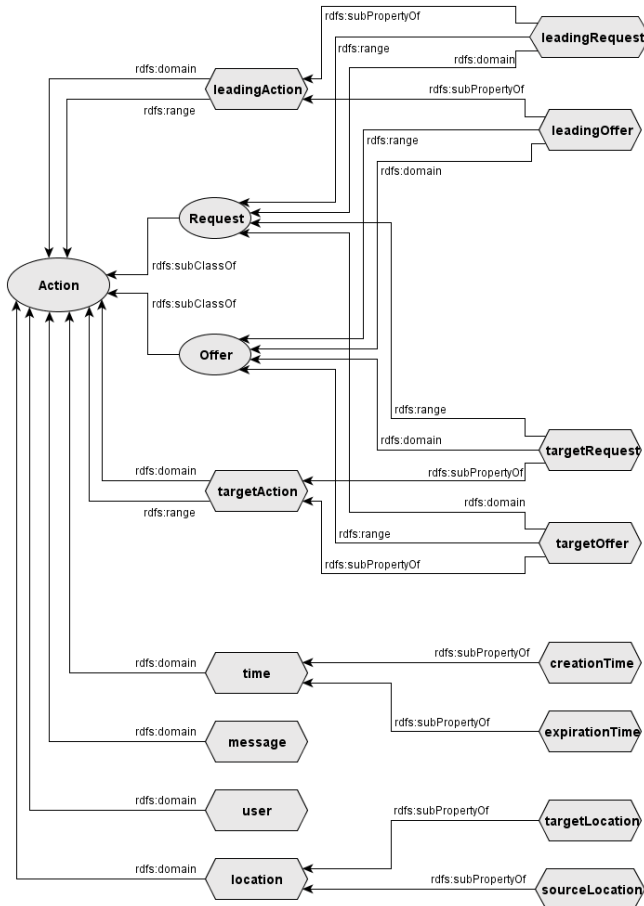 rdfs:subPropertyOf
leadingRequest
rdfs:range
rdfs:domain
rdfs:domain
leadingAction
rdfs:subPropertyOf
rdfs:range
leadingOffer
rdfs:range
rdfs:domain
Request
rdfs:subClassOf
Action
rdfs:subClassOf
Offer
rdfs:range
rdfs:domain
targetRequest
rdfs:domain
rdfs:subPropertyOf
targetAction
rdfs:domain
rdfs:range
rdfs:range
targetOffer
rdfs:subPropertyOf
rdfs:subPropertyOf
creationTime
rdfs:domain
time
rdfs:subPropertyOf
expirationTime
rdfs:domain
message
rdfs:domain
user
rdfs:subPropertyOf
targetLocation
rdfs:domain
location
rdfs:subPropertyOf
sourceLocation